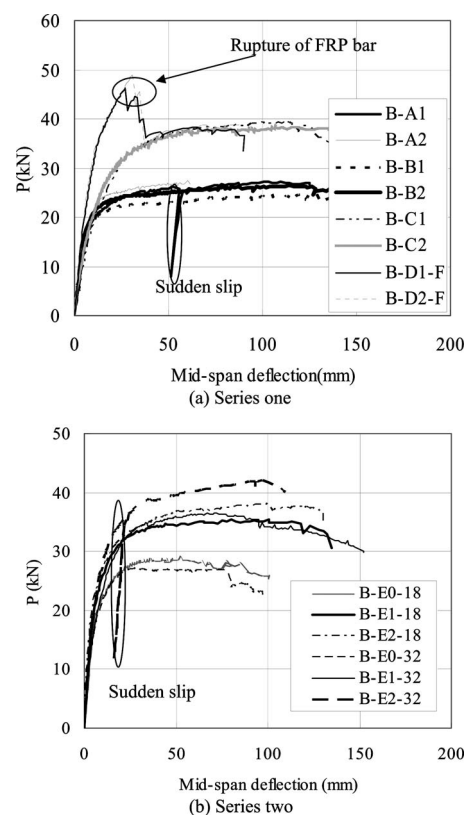 60
50
40
30
20
10
0
P(kN)
Rupture of FRP bar
Sudden slip
B-A1
B-A2
B-B1
B-B2
B-C1
B-C2
B-D1-F
B-D2-F
0 50 100 150 200
Mid-span deflection(mm)
(a) Series one
50
40
30
20
10
0
P (kN)
Sudden slip
B-E0-18
B-E1-18
B-E2-18
B-E0-32
B-E1-32
B-E2-32
0 50 100 150 200
Mid-span deflection (mm)
(b) Series two